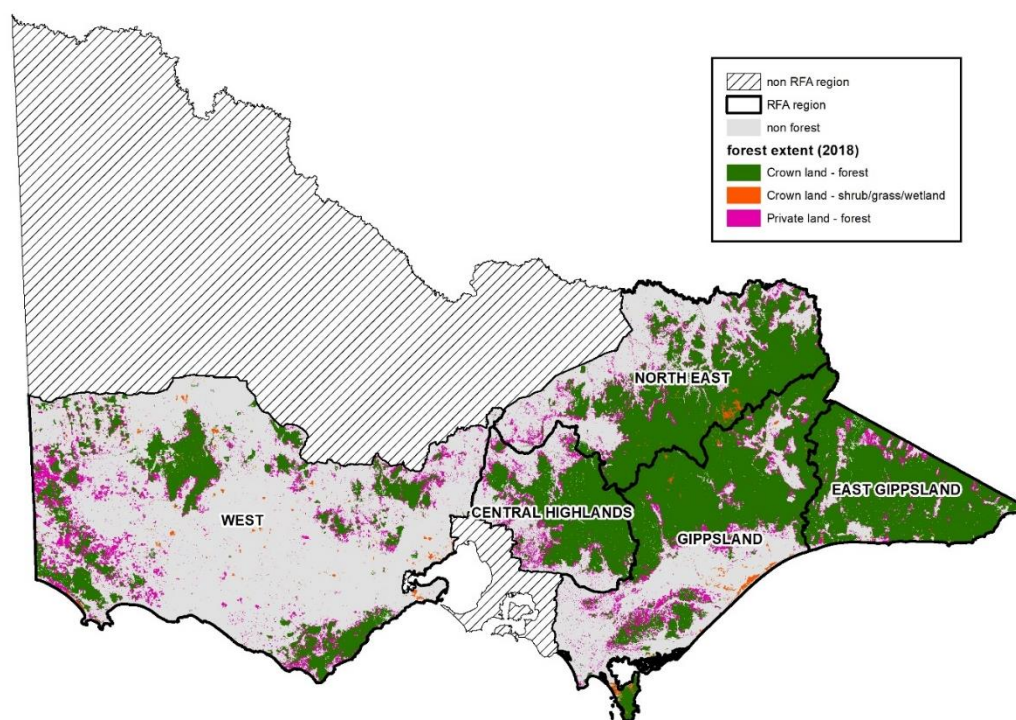 non RFA region
RFA region
non forest
forest extent (2018)
Crown land - forest
Crown land - shrub/grass/wetland
Private land - forest
NORTH EAST
EAST GIPPSLAND
CENTRAL HIGHLANDS
WEST
GIPPSLAND